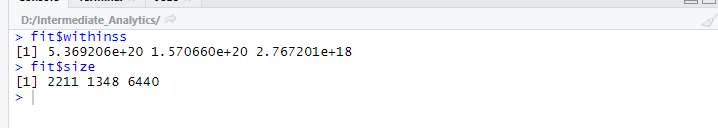 D:/Intermediate_Analytics/
> fit$withinss
[1] 5.369206e+20 1.570660e+20 2.767201e+18
> fit$size
[1] 2211 1348 6440
>